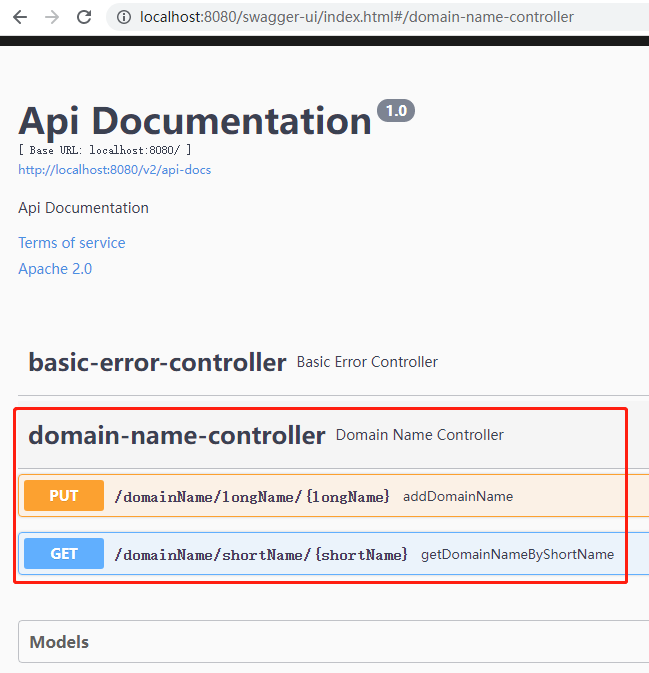 localhost:8080/swagger-ui/index.html#/domain-name-controller
Api Documentation 1.0
[ Base URL: localhost:8080/ ]
http://localhost:8080/v2/api-docs
Api Documentation
Terms of service
Apache 2.0
basic-error-controller Basic Error Controller
domain-name-controller Domain Name Controller
PUT /domainName/longName/{longName} addDomainName
GET /domainName/shortName/{shortName} getDomainNameByShortName
Models